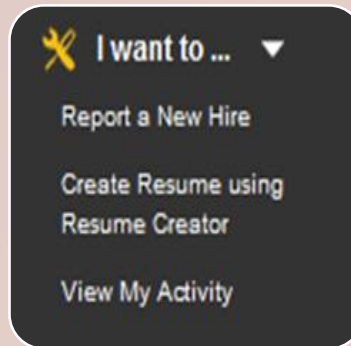 I want to ...
Report a New Hire
Create Resume using
Resume Creator
View My Activity